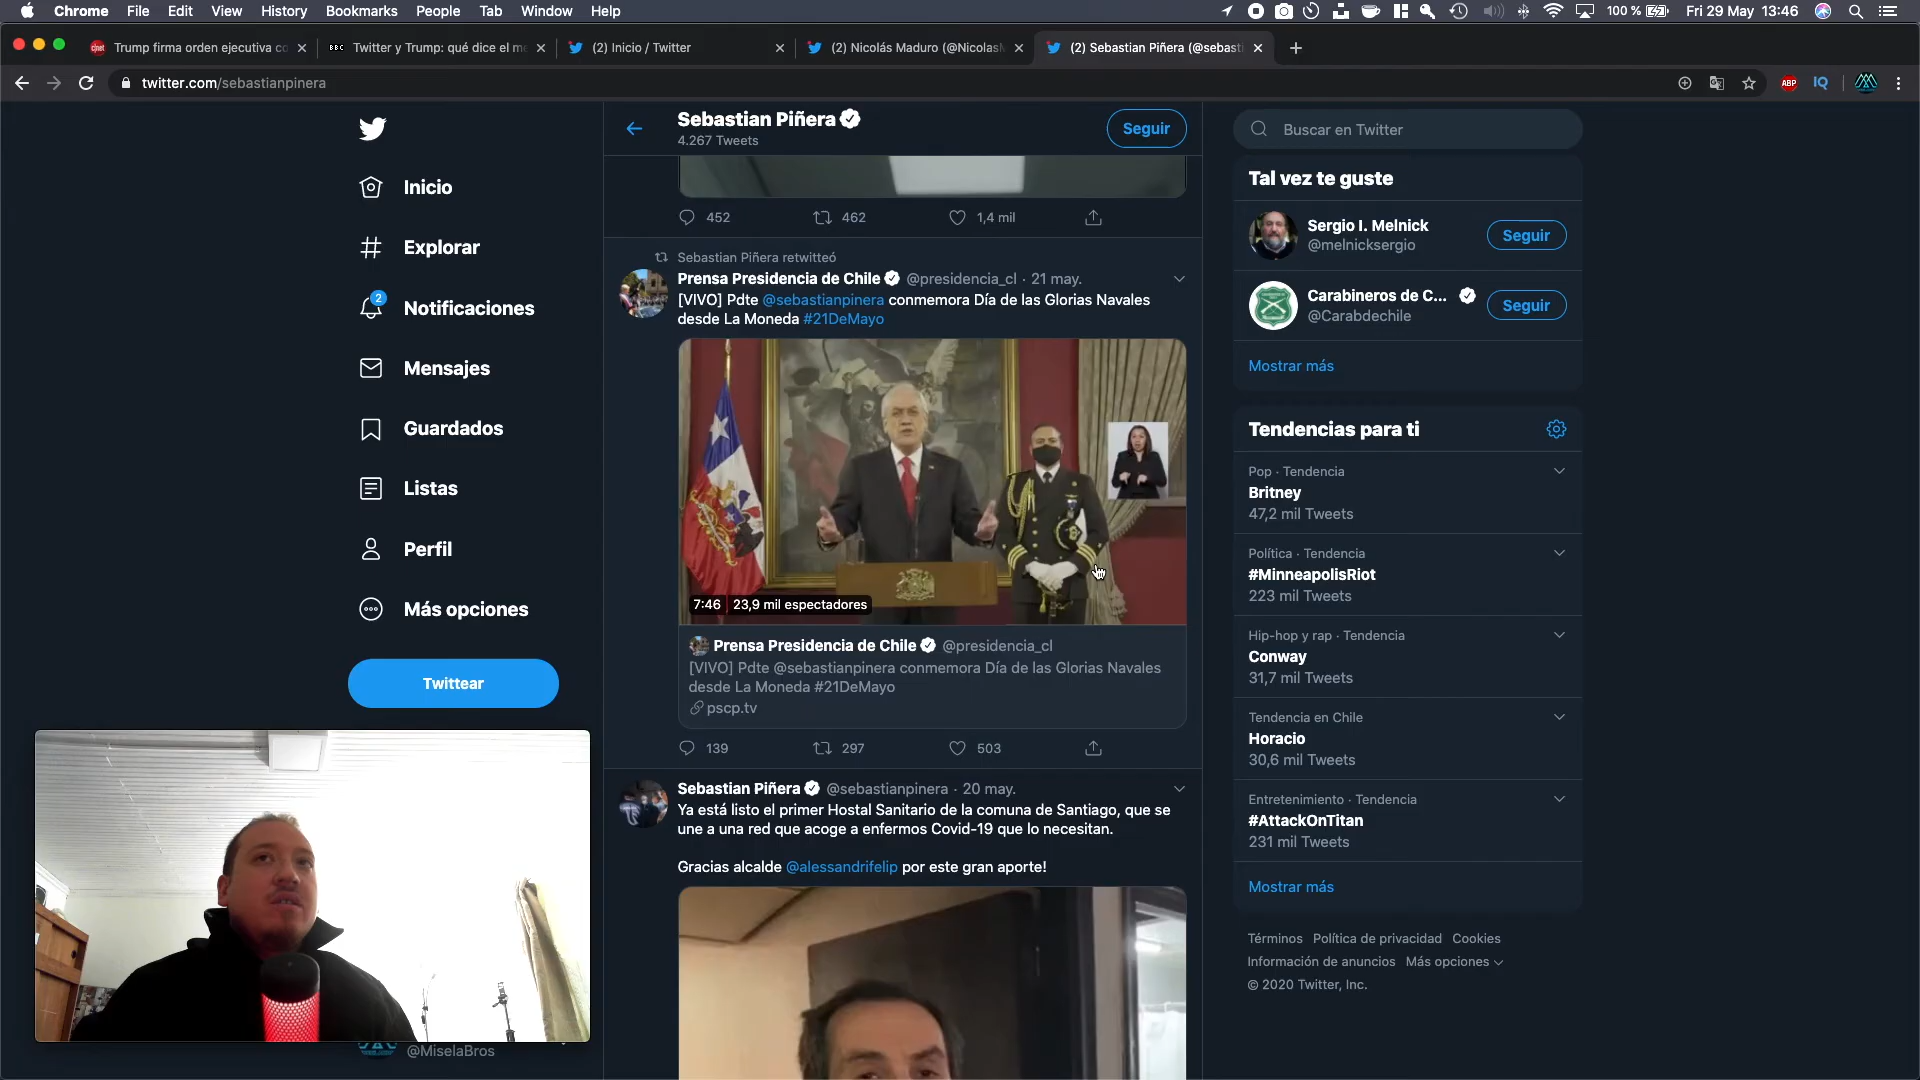 Chrome File Edit View History Bookmarks People Tab Window Help
100 % Fri 29 May 13:46
Trump firma orden ejecutiva co
BBC Twitter y Trump: qué dice el me
(2) Inicio / Twitter
(2) Nicolás Maduro (@NicolasM
(2) Sebastian Piñera (@sebasti
twitter.com/sebastianpinera
ABP IQ
Sebastian Piñera
4.267 Tweets
Seguir
Inicio
Explorar
2
Notificaciones
Mensajes
Guardados
Listas
Perfil
Más opciones
Twittear
@MiselaBros
452 462 1,4 mil
Sebastian Piñera retwitteó
Prensa Presidencia de Chile @presidencia_cl · 21 may.
[VIVO] Pdte @sebastianpinera conmemora Día de las Glorias Navales
desde La Moneda #21DeMayo
7:46 23,9 mil espectadores
Prensa Presidencia de Chile @presidencia_cl
[VIVO] Pdte @sebastianpinera conmemora Día de las Glorias Navales
desde La Moneda #21DeMayo
pscp.tv
139 297 503
Sebastian Piñera @sebastianpinera · 20 may.
Ya está listo el primer Hostal Sanitario de la comuna de Santiago, que se
une a una red que acoge a enfermos Covid-19 que lo necesitan.
Gracias alcalde @alessandrifelip por este gran aporte!
Buscar en Twitter
Tal vez te guste
Sergio I. Melnick
@melnicksergio
Seguir
Carabineros de C...
@Carabdechile
Seguir
Mostrar más
Tendencias para ti
Pop · Tendencia
Britney
47,2 mil Tweets
Política · Tendencia
#MinneapolisRiot
223 mil Tweets
Hip-hop y rap · Tendencia
Conway
31,7 mil Tweets
Tendencia en Chile
Horacio
30,6 mil Tweets
Entretenimiento · Tendencia
#AttackOnTitan
231 mil Tweets
Mostrar más
Términos Política de privacidad Cookies
Información de anuncios Más opciones
© 2020 Twitter, Inc.